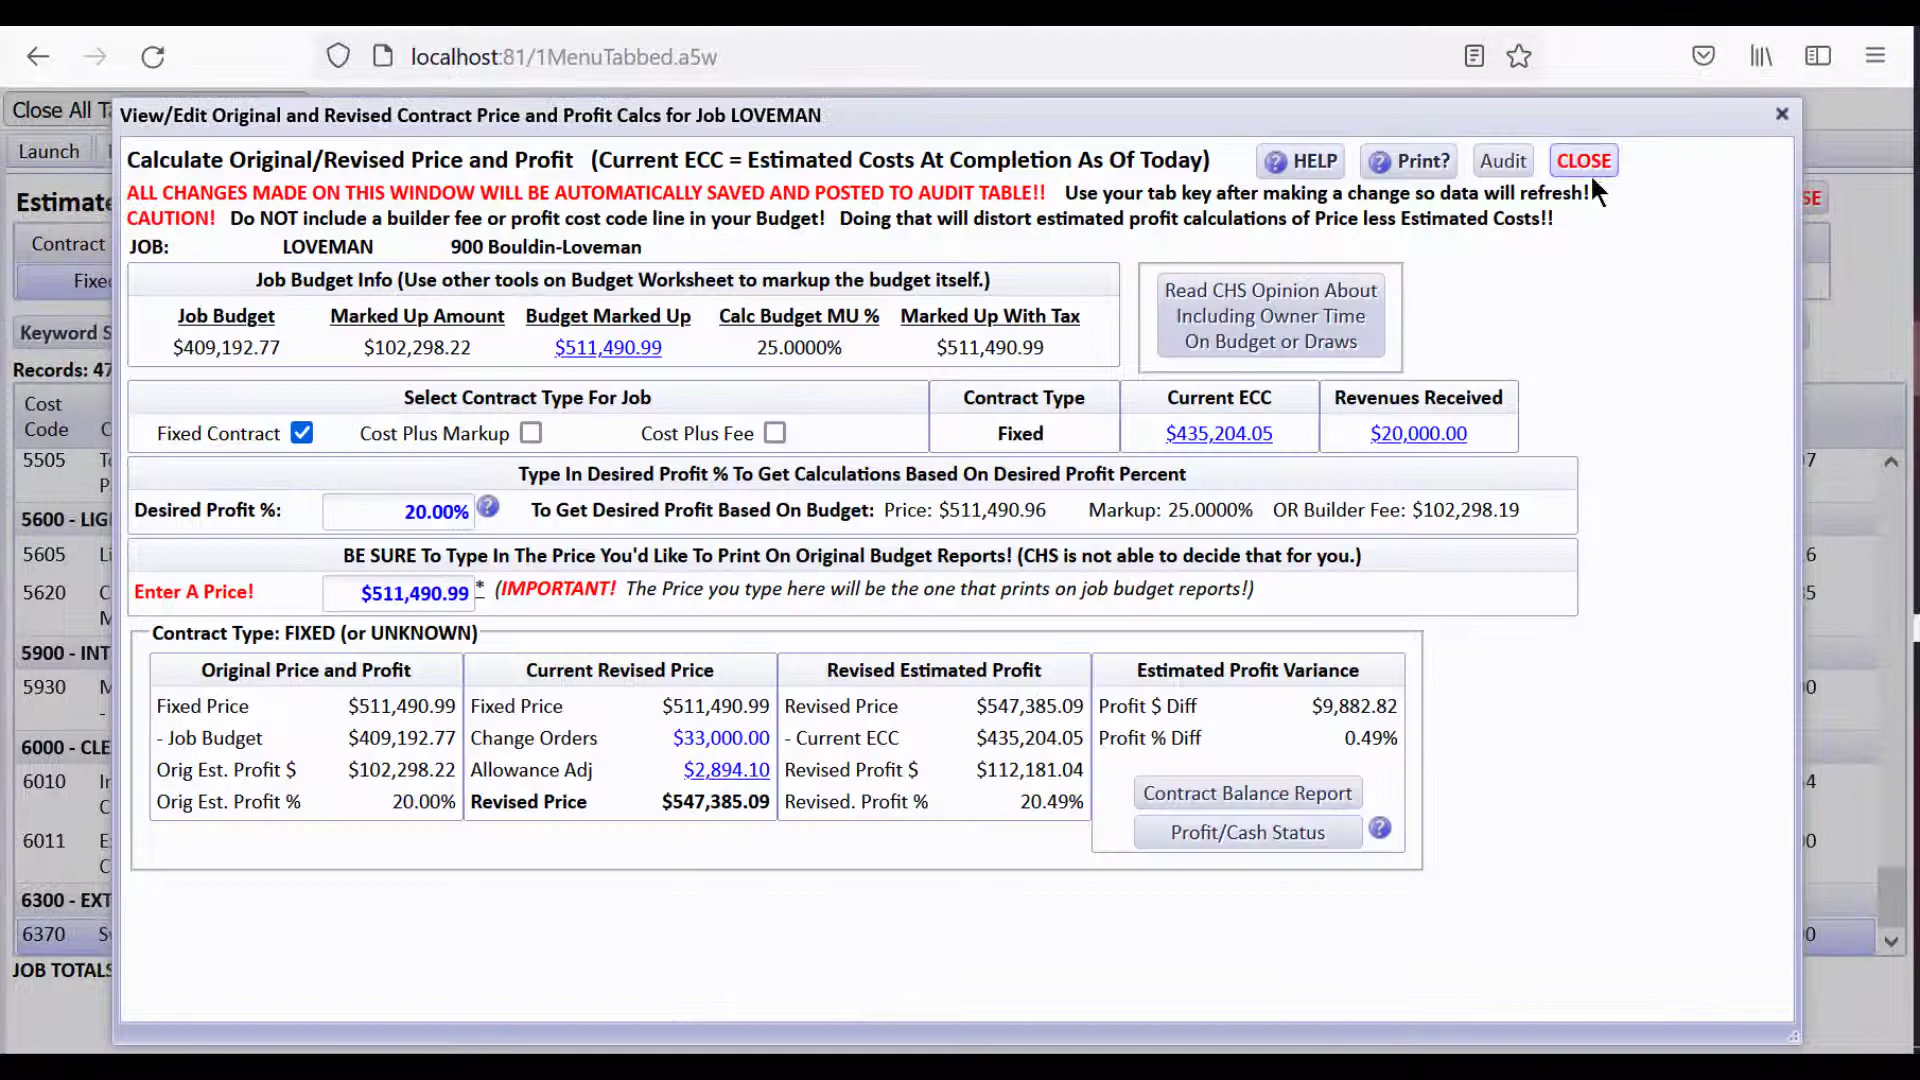 localhost:81/1MenuTabbed.a5w
Close All Ta
View/Edit Original and Revised Contract Price and Profit Calcs for Job LOVEMAN
Launch
Calculate Original/Revised Price and Profit (Current ECC = Estimated Costs At Completion As Of Today)
HELP
Print?
Audit
CLOSE
ALL CHANGES MADE ON THIS WINDOW WILL BE AUTOMATICALLY SAVED AND POSTED TO AUDIT TABLE!! Use your tab key after making a change so data will refresh!
CAUTION! Do NOT include a builder fee or profit cost code line in your Budget! Doing that will distort estimated profit calculations of Price less Estimated Costs!!
JOB: LOVEMAN 900 Bouldin-Loveman
Job Budget Info (Use other tools on Budget Worksheet to markup the budget itself.)
Job Budget Marked Up Amount Budget Marked Up Calc Budget MU % Marked Up With Tax
$409,192.77 $102,298.22 $511,490.99 25.0000% $511,490.99
Read CHS Opinion About
Including Owner Time
On Budget or Draws
Select Contract Type For Job Contract Type Current ECC Revenues Received
Fixed Contract Cost Plus Markup Cost Plus Fee Fixed $435,204.05 $20,000.00
Type In Desired Profit % To Get Calculations Based On Desired Profit Percent
Desired Profit %: 20.00% To Get Desired Profit Based On Budget: Price: $511,490.96 Markup: 25.0000% OR Builder Fee: $102,298.19
BE SURE To Type In The Price You'd Like To Print On Original Budget Reports! (CHS is not able to decide that for you.)
Enter A Price! $511,490.99 * (IMPORTANT! The Price you type here will be the one that prints on job budget reports!)
Contract Type: FIXED (or UNKNOWN)
Original Price and Profit Current Revised Price Revised Estimated Profit Estimated Profit Variance
Fixed Price $511,490.99 Fixed Price $511,490.99 Revised Price $547,385.09 Profit $ Diff $9,882.82
- Job Budget $409,192.77 Change Orders $33,000.00 - Current ECC $435,204.05 Profit % Diff 0.49%
Orig Est. Profit $ $102,298.22 Allowance Adj $2,894.10 Revised Profit $ $112,181.04
Orig Est. Profit % 20.00% Revised Price $547,385.09 Revised. Profit % 20.49%
Contract Balance Report
Profit/Cash Status
Estimate
SE
Contract
Fixed
Keyword S
Records: 47
Cost
Code
5505
5600 - LIG
5605
5620
5900 - INT
5930
6000 - CLE
6010
6011
6300 - EXT
6370
JOB TOTALS